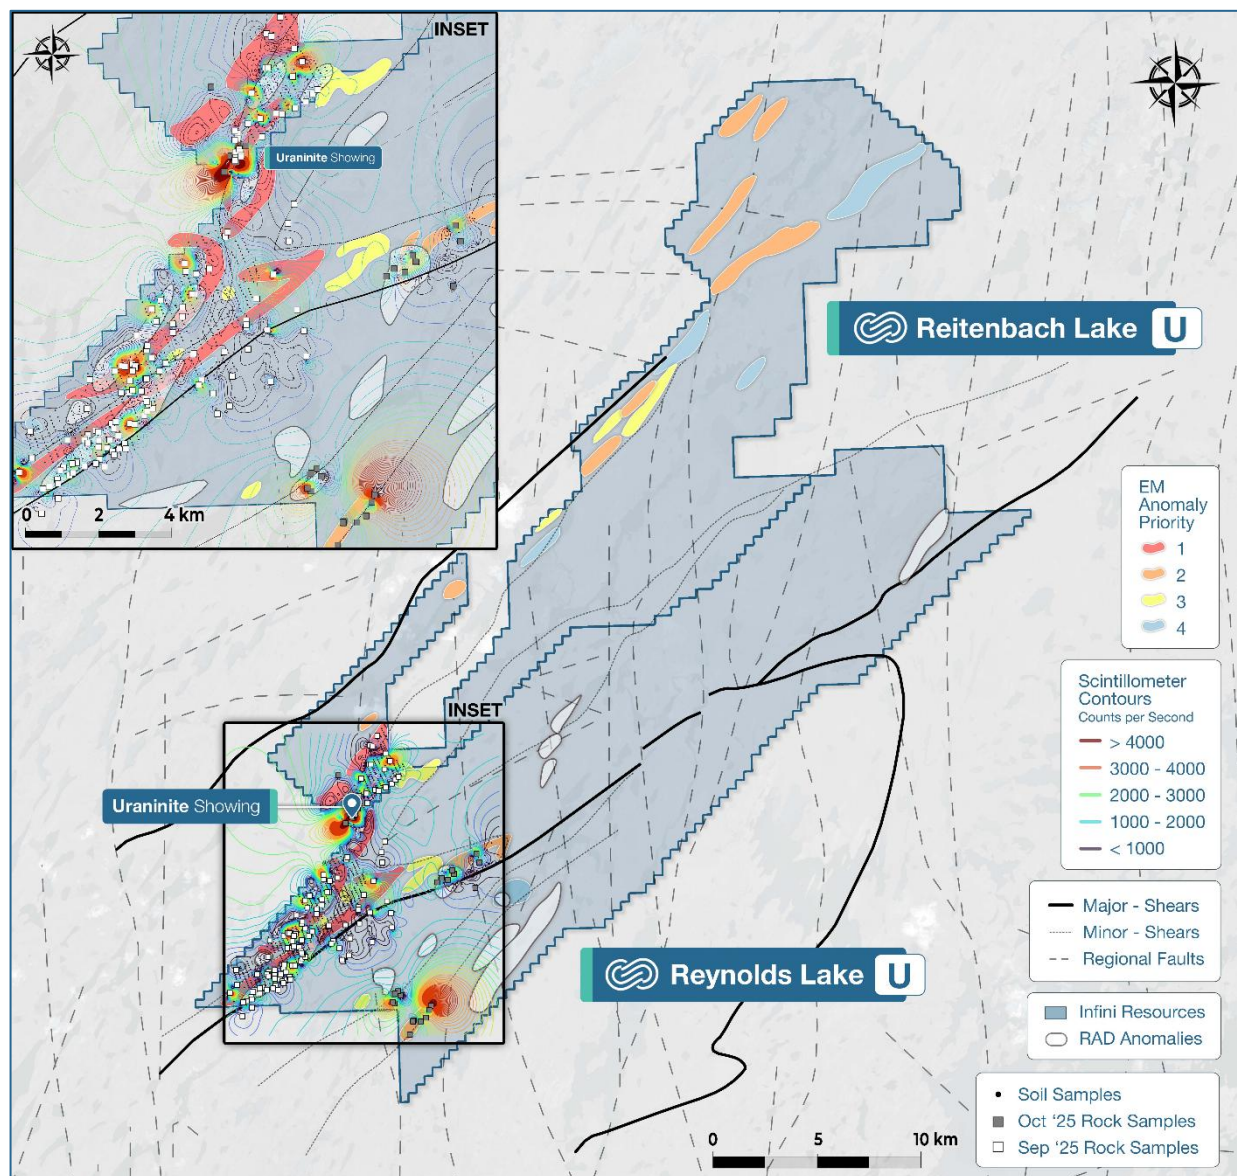 INSET
Uraninite Showing
0 2 4 km
Reitenbach Lake U
EM
Anomaly
Priority
1
2
3
4
Scintillometer
Contours
Counts per Second
> 4000
3000 - 4000
2000 - 3000
1000 - 2000
< 1000
INSET
Uraninite Showing
Reynolds Lake U
Major - Shears
Minor - Shears
Regional Faults
Infini Resources
RAD Anomalies
Soil Samples
Oct '25 Rock Samples
Sep '25 Rock Samples
0 5 10 km